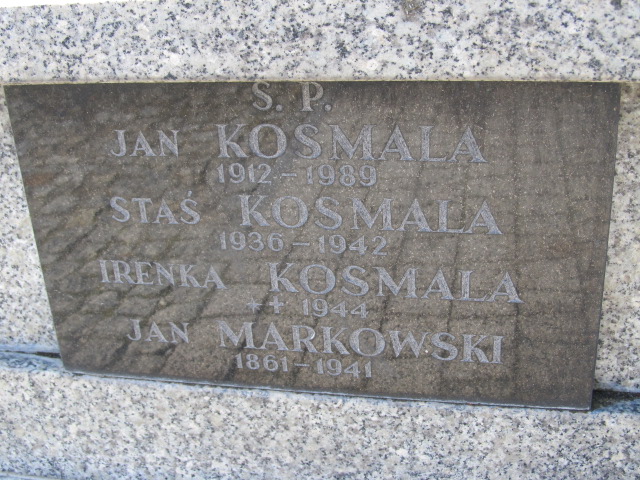 S. P.
JAN KOSMALA
1912 - 1989
STAŚ KOSMALA
1936 - 1942
IRENKA KOSMALA
++ 1944
JAN MARKOWSKI
1861 - 1941